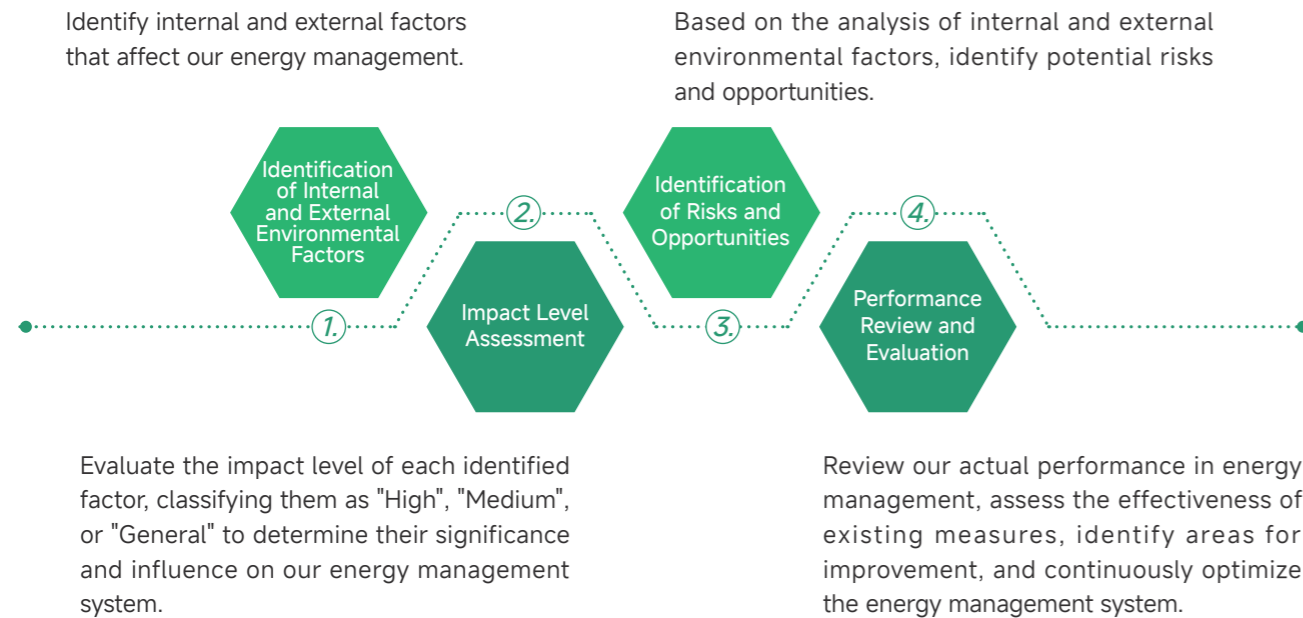 Identify internal and external factors
that affect our energy management.
Based on the analysis of internal and external
environmental factors, identify potential risks
and opportunities.
Identification
of Internal
and External
Environmental
Factors
1.
2.
Impact Level
Assessment
Identification
of Risks and
Opportunities
3.
4.
Performance
Review and
Evaluation
Evaluate the impact level of each identified
factor, classifying them as "High", "Medium",
or "General" to determine their significance
and influence on our energy management
system.
Review our actual performance in energy
management, assess the effectiveness of
existing measures, identify areas for
improvement, and continuously optimize
the energy management system.